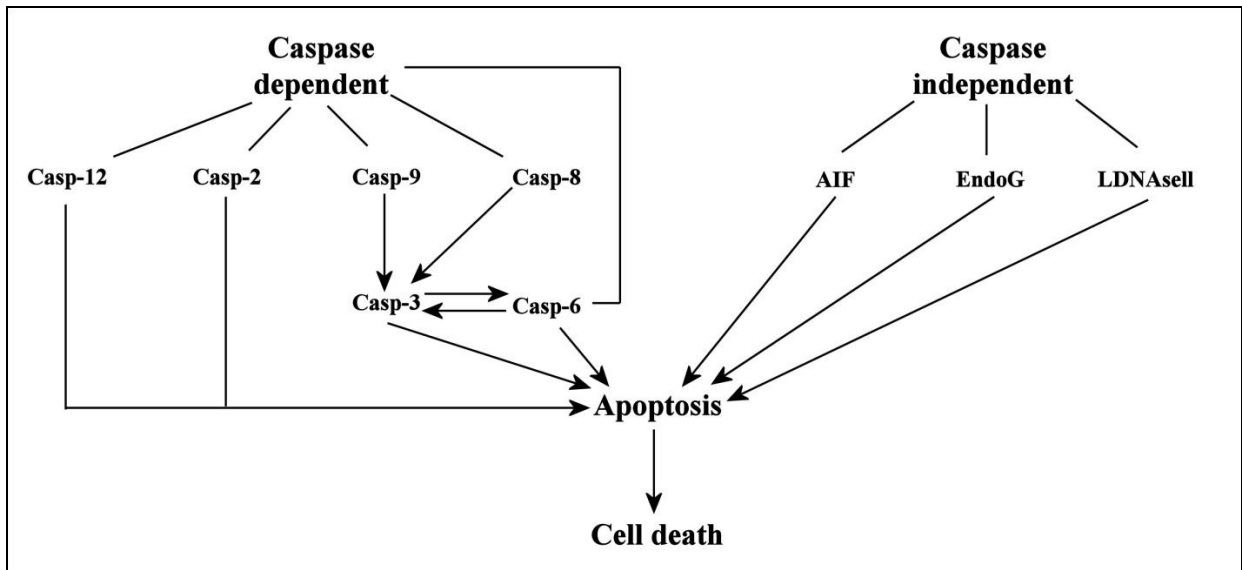 Caspase
dependent
Caspase
independent
Casp-12
Casp-2
Casp-9
Casp-8
AIF
EndoG
LDNAsell
Casp-3
Casp-6
Apoptosis
Cell death